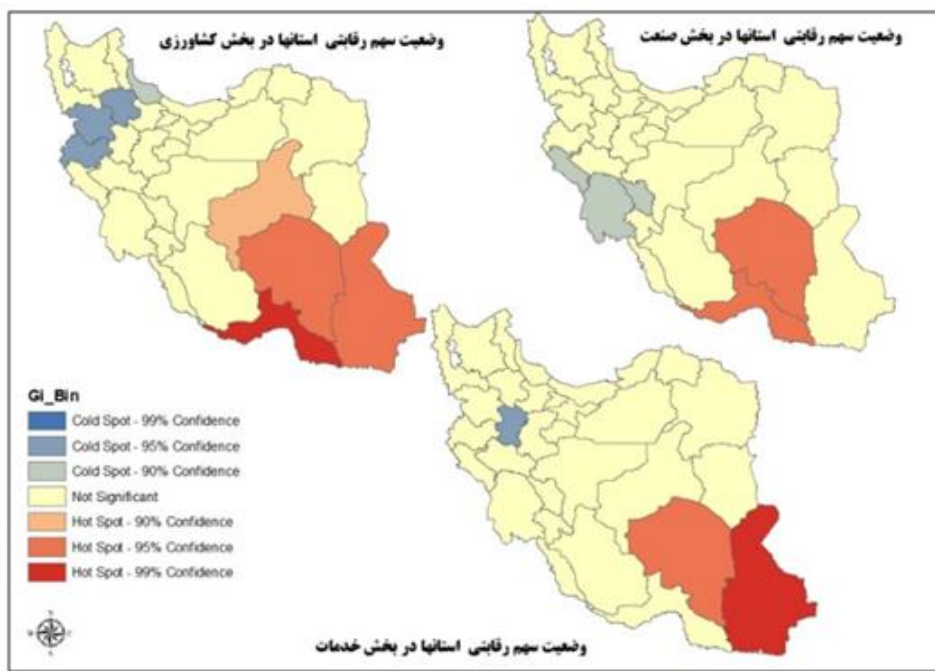 وضعیت سهم رقابتی استانها در بخش صنعت
وضعیت سهم رقابتی استانها در بخش کشاورزی
Gi_Bin
Cold Spot - 99% Confidence
Cold Spot - 95% Confidence
Cold Spot - 90% Confidence
Not Significant
Hot Spot - 90% Confidence
Hot Spot - 95% Confidence
Hot Spot - 99% Confidence
وضعیت سهم رقابتی استانها در بخش خدمات